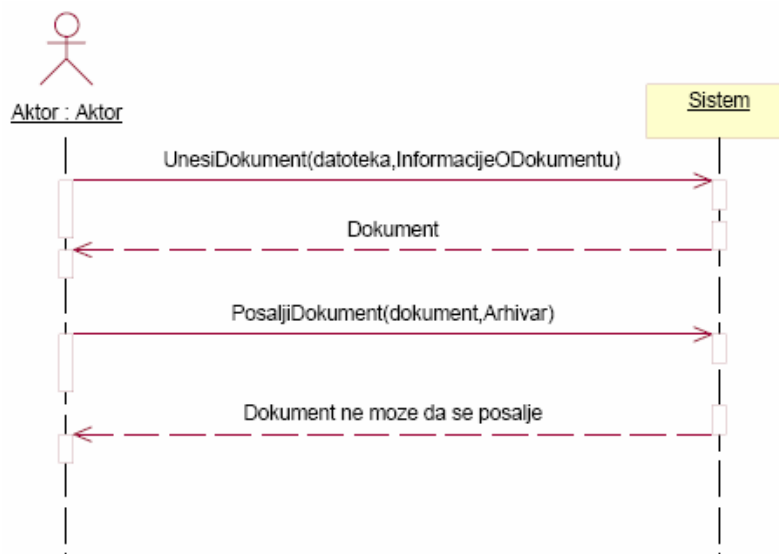 Aktor : Aktor
Sistem
UnesiDokument(datoteka,InformacijeODokumentu)
Dokument
PosaljiDokument(dokument,Arhivar)
Dokument ne moze da se posalje